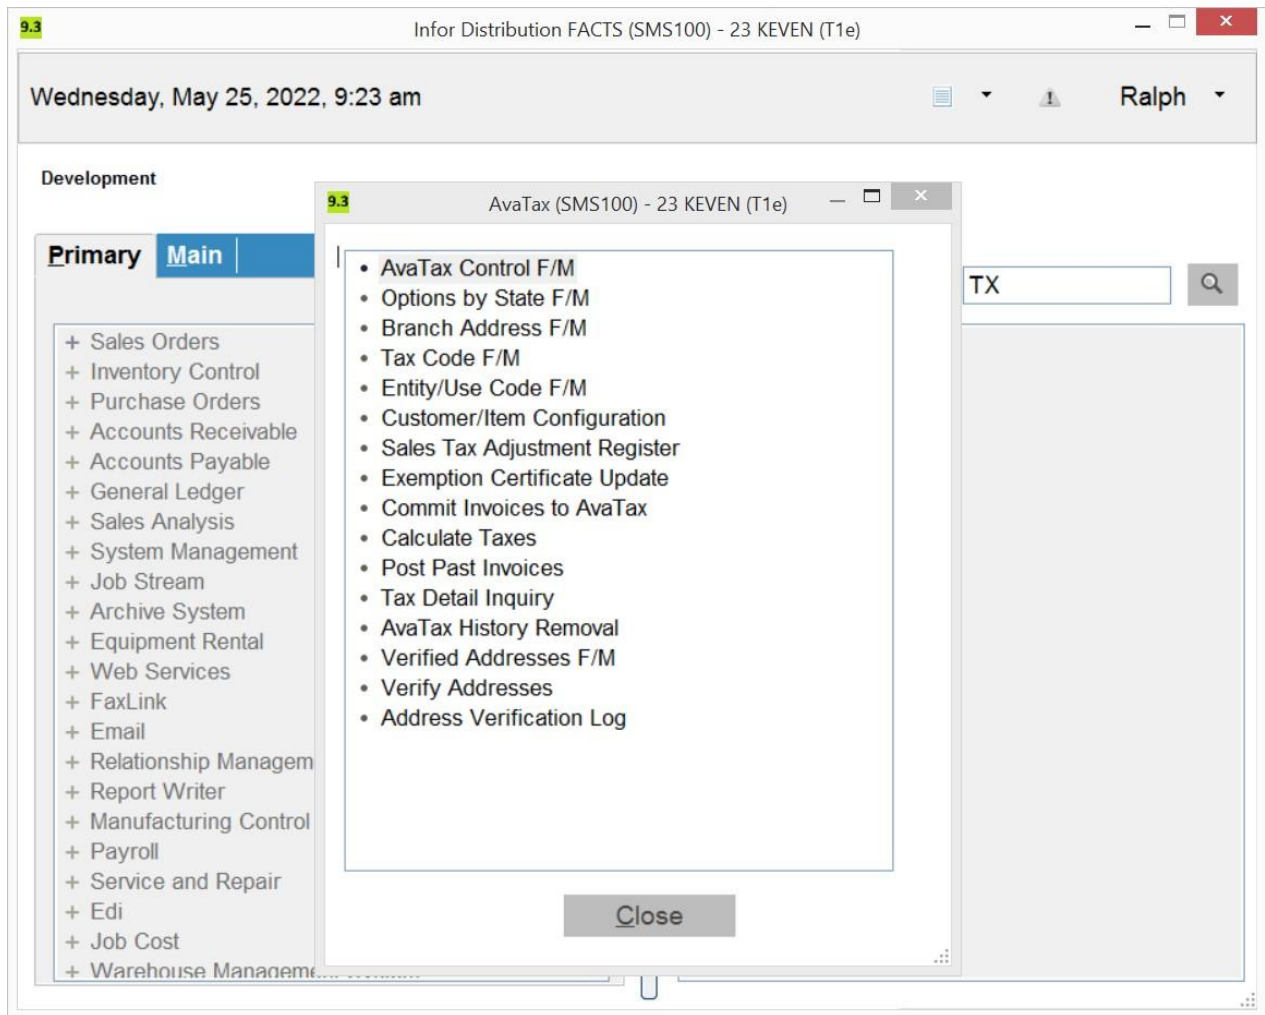 9.3
Infor Distribution FACTS (SMS100) - 23 KEVEN (T1e)
Wednesday, May 25, 2022, 9:23 am
Ralph
Development
Primary
Main
TX
+ Sales Orders
+ Inventory Control
+ Purchase Orders
+ Accounts Receivable
+ Accounts Payable
+ General Ledger
+ Sales Analysis
+ System Management
+ Job Stream
+ Archive System
+ Equipment Rental
+ Web Services
+ FaxLink
+ Email
+ Relationship Managem
+ Report Writer
+ Manufacturing Control
+ Payroll
+ Service and Repair
+ Edi
+ Job Cost
+ Warehouse Managem
9.3
AvaTax (SMS100) - 23 KEVEN (T1e)
• AvaTax Control F/M
• Options by State F/M
• Branch Address F/M
• Tax Code F/M
• Entity/Use Code F/M
• Customer/Item Configuration
• Sales Tax Adjustment Register
• Exemption Certificate Update
• Commit Invoices to AvaTax
• Calculate Taxes
• Post Past Invoices
• Tax Detail Inquiry
• AvaTax History Removal
• Verified Addresses F/M
• Verify Addresses
• Address Verification Log
Close